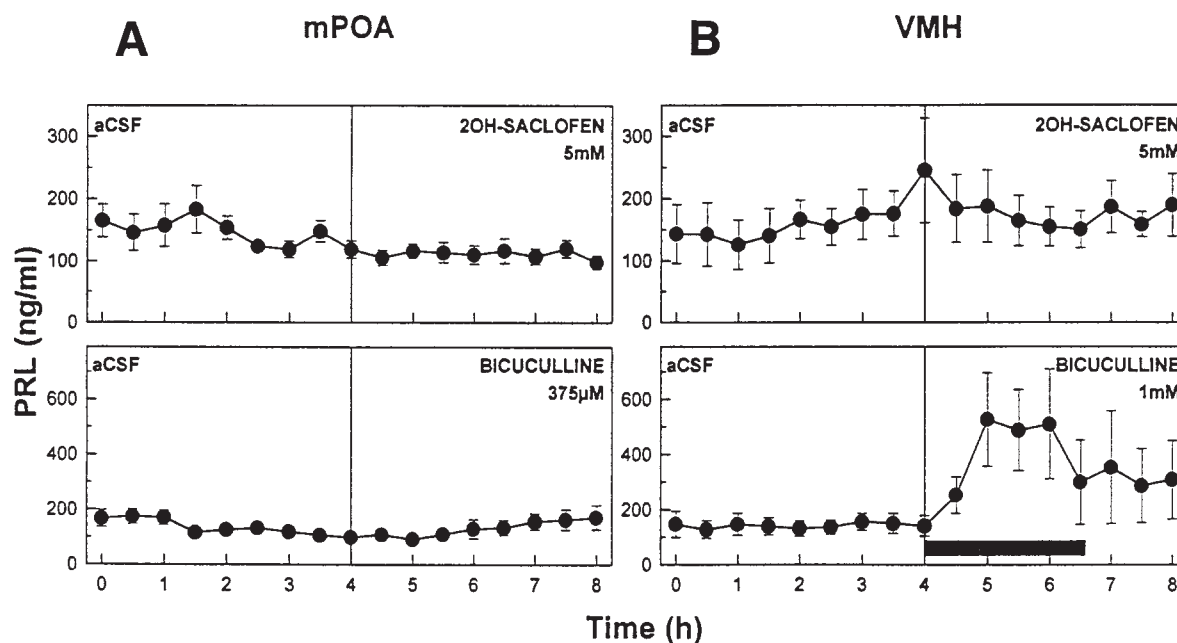 A mPOA
B VMH
PRL (ng/ml)
aCSF
2OH-SACLOFEN
5mM
300
200
100
0
aCSF
2OH-SACLOFEN
5mM
300
200
100
0
aCSF
BICUCULLINE
375µM
600
400
200
0
0 1 2 3 4 5 6 7 8
aCSF
BICUCULLINE
1mM
600
400
200
0
0 1 2 3 4 5 6 7 8
Time (h)